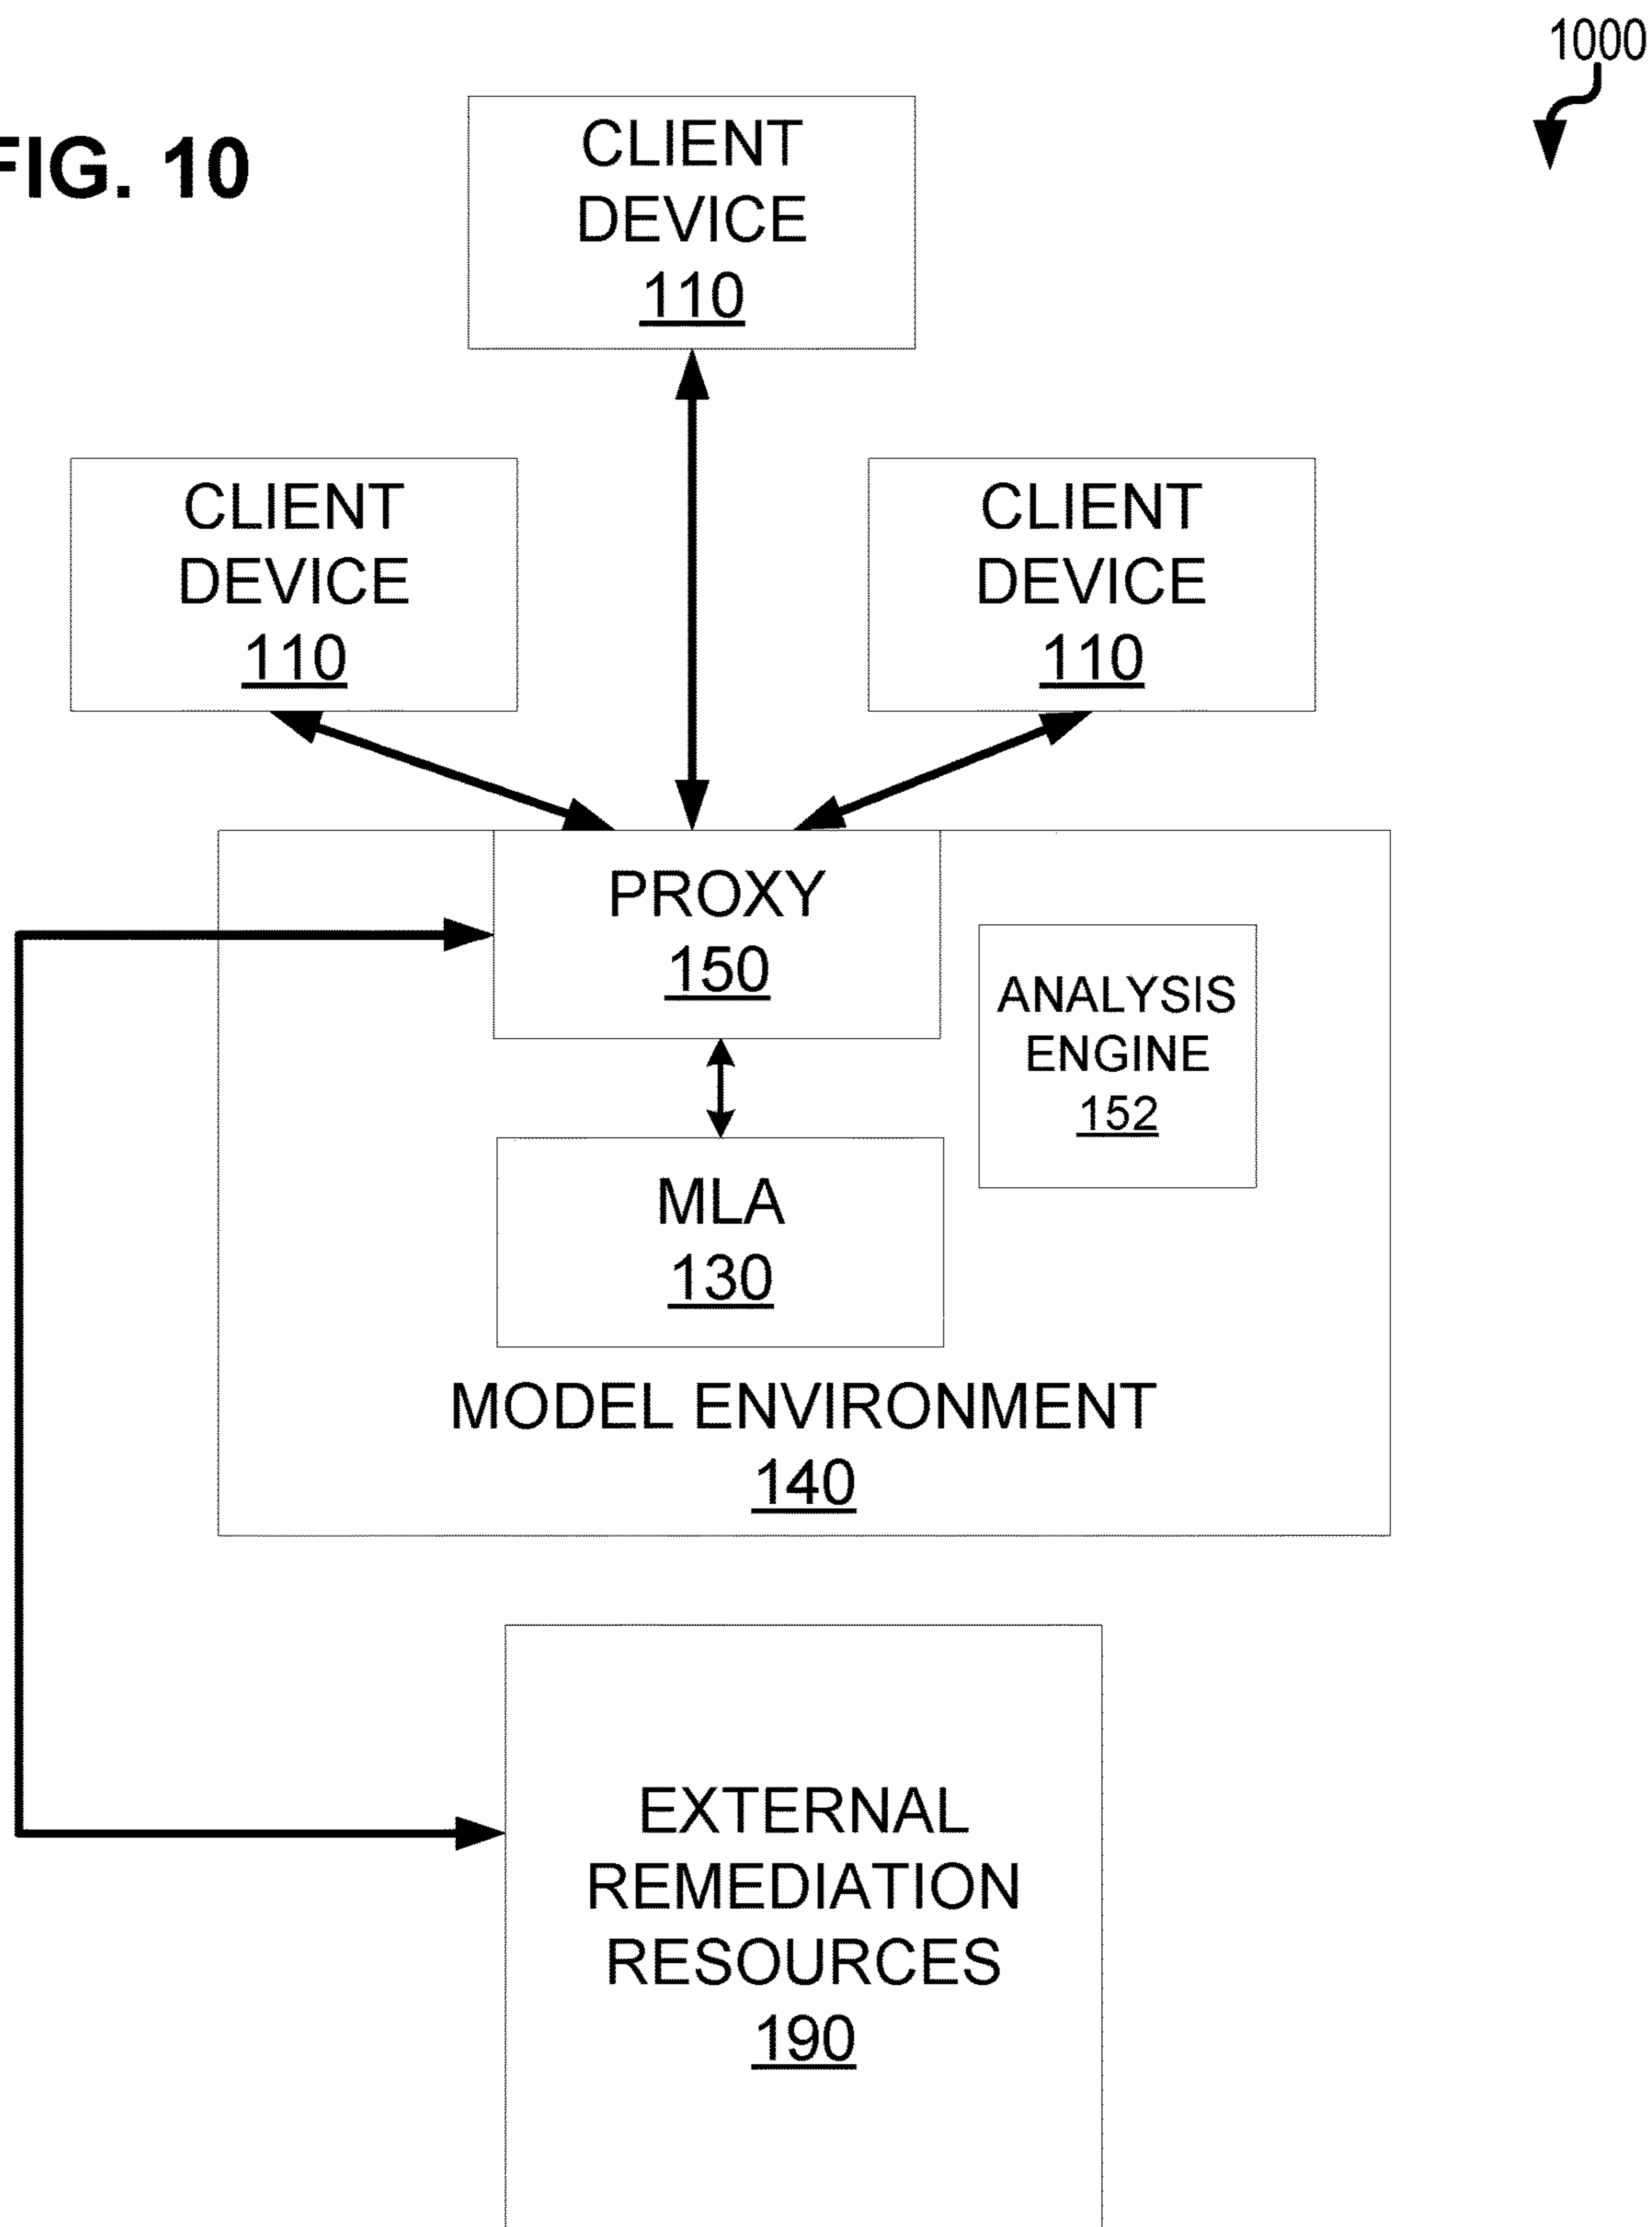 1000
FIG. 10
CLIENT
DEVICE
110
CLIENT
DEVICE
110
CLIENT
DEVICE
110
PROXY
150
ANALYSIS
ENGINE
152
MLA
130
MODEL ENVIRONMENT
140
EXTERNAL
REMEDIATION
RESOURCES
190